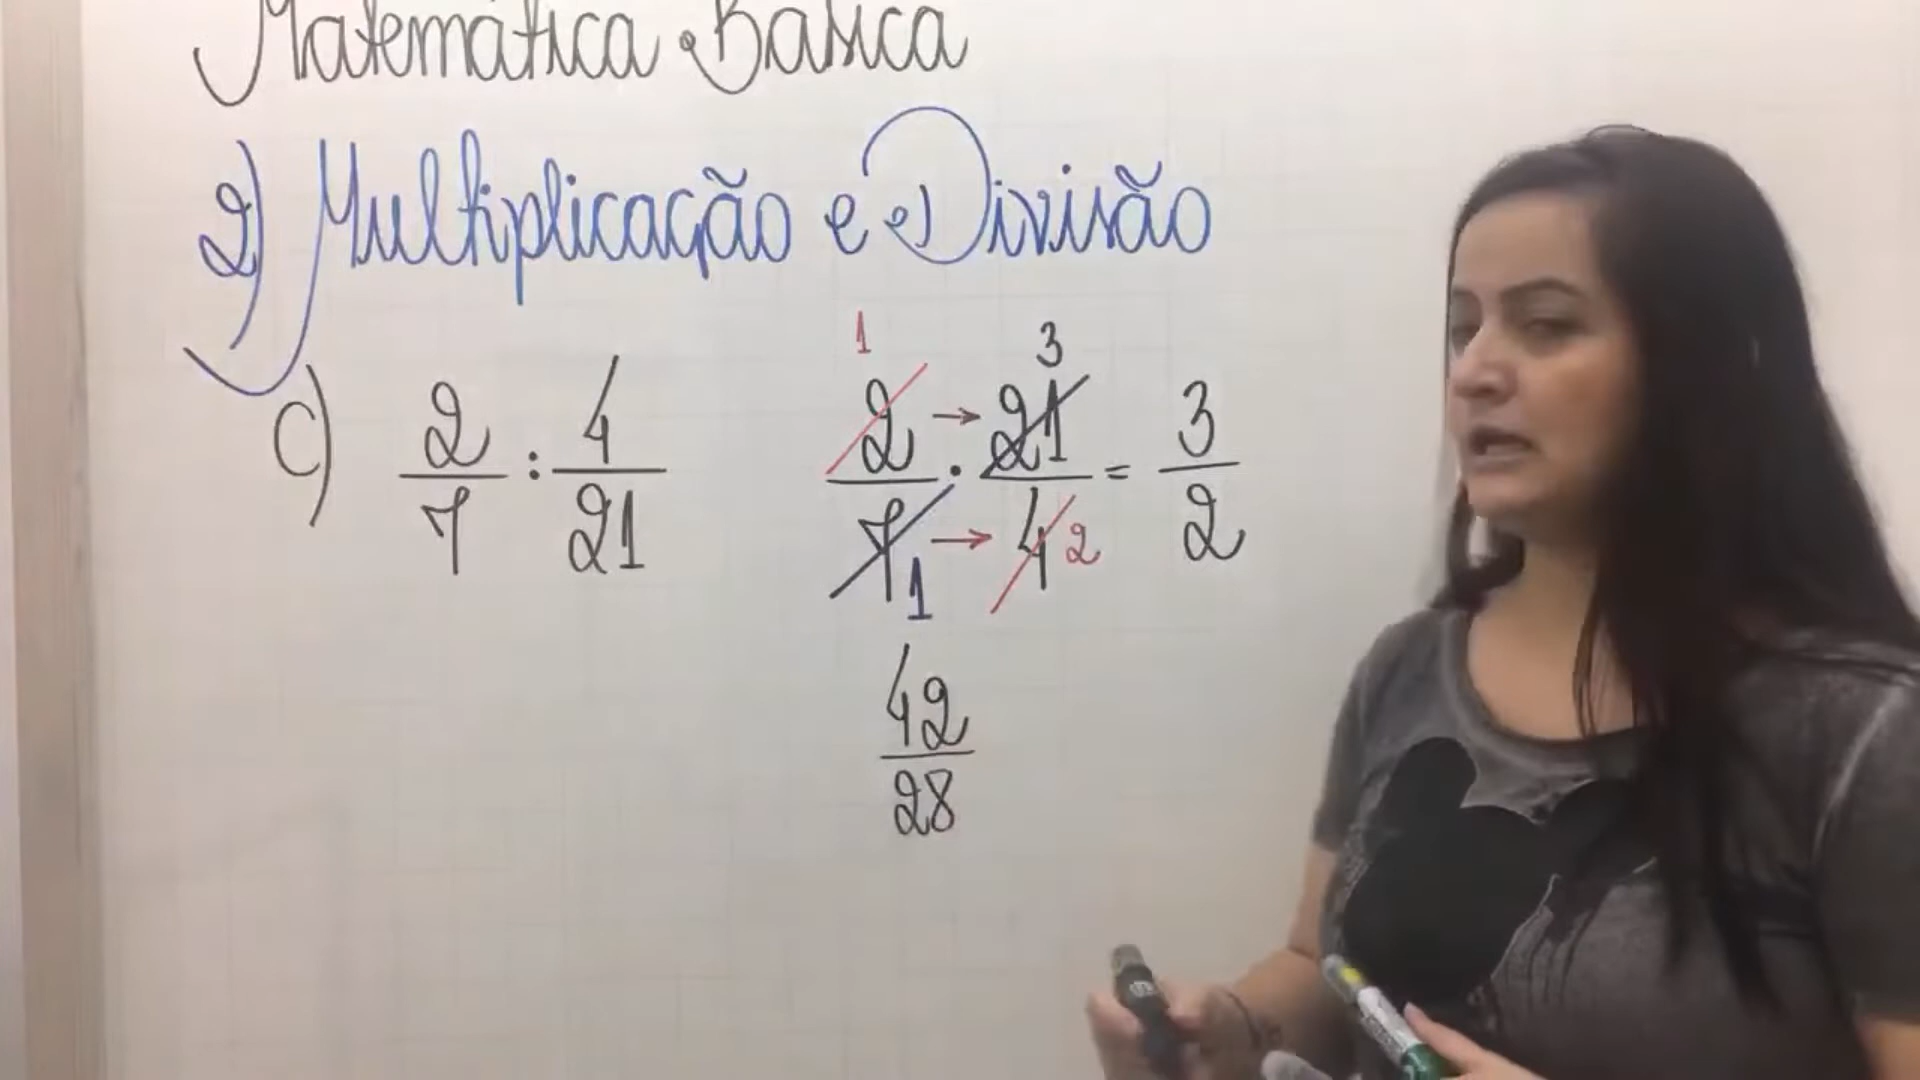 Matemática Básica
2) Multiplicação e Divisão
c) 2/7 : 4/21   2/7 · 21/4 = 3/2
1 3
→ →
1 2
42/28